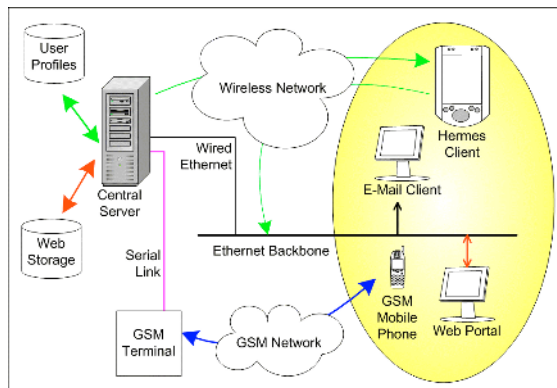 User
Profiles
Wireless Network
Hermes
Client
Wired
Ethernet
E-Mail Client
Central
Server
Web
Storage
Ethernet Backbone
Serial
Link
GSM
Mobile
Phone
Web Portal
GSM
Terminal
GSM Network